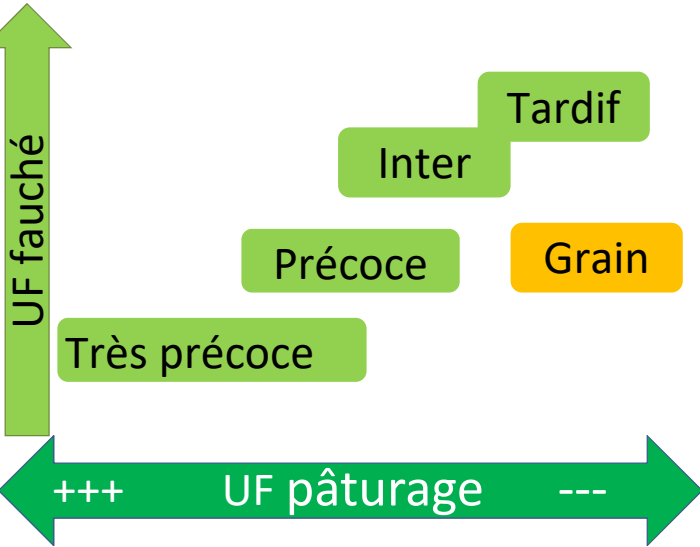 UF fauché
Tardif
Inter
Précoce
Grain
Très précoce
+++ UF pâturage ---